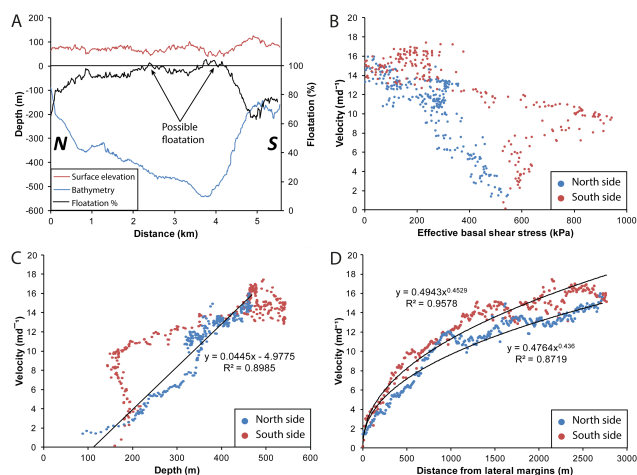 A
200
100
0
-100
-200
-300
-400
-500
-600
Depth (m)
100
80
60
40
20
0
Floatation (%)
Possible
floatation
N
S
Surface elevation
Bathymetry
Floatation %
0
1
2
3
4
5
Distance (km)
B
20
18
16
14
12
10
8
6
4
2
0
Velocity (md⁻¹)
North side
South side
0
200
400
600
800
1000
Effective basal shear stress (kPa)
C
20
18
16
14
12
10
8
6
4
2
0
Velocity (md⁻¹)
y = 0.0445x - 4.9775
R² = 0.8985
North side
South side
0
100
200
300
400
500
600
Depth (m)
D
20
18
16
14
12
10
8
6
4
2
0
Velocity (md⁻¹)
y = 0.4943x^0.4529
R² = 0.9578
y = 0.4764x^0.436
R² = 0.8719
North side
South side
0
500
1000
1500
2000
2500
3000
Distance from lateral margins (m)